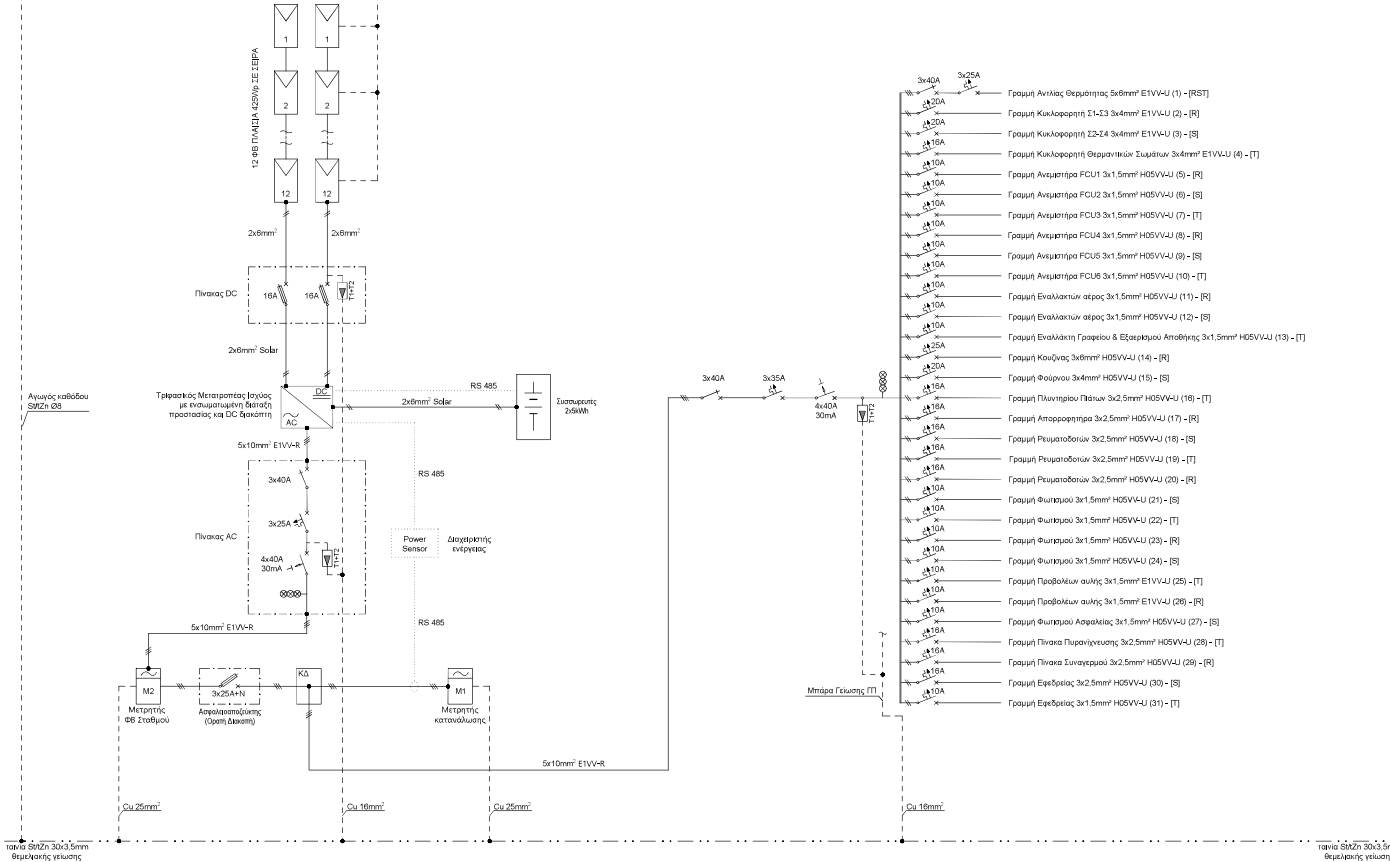 12 ΦΒ ΠΛΑΙΣΙΑ 425Wp ΣΕ ΣΕΙΡΑ
1
1
2
2
12
12
2x6mm²
2x6mm²
Πίνακας DC
16A
16A
T1+T2
2x6mm² Solar
Τριφασικός Μετατροπέας Ισχύος
με ενσωματωμένη διάταξη
προστασίας και DC διακόπτη
DC
AC
RS 485
2x6mm² Solar
Συσσωρευτές
2x5kWh
Αγωγός καθόδου
St/tZn Ø8
5x10mm² E1VV-R
RS 485
Πίνακας AC
3x40A
3x25A
4x40A
30mA
T1+T2
Power
Sensor
Διαχειριστής
ενέργειας
5x10mm² E1VV-R
RS 485
M2
Μετρητής
ΦΒ Σταθμού
3x25A+N
Ασφαλειοαποζεύκτης
(Ορατή Διακοπή)
ΚΔ
M1
Μετρητής
κατανάλωσης
5x10mm² E1VV-R
Cu 25mm²
Cu 16mm²
Cu 25mm²
Cu 16mm²
ταινία St/tZn 30x3,5mm
θεμελιακής γείωσης
3x40A
3x35A
4x40A
30mA
T1+T2
Μπάρα Γείωσης ΓΠ
3x40A
3x25A
Γραμμή Αντλίας Θερμότητας 5x6mm² E1VV-U (1) - [RST]
20A
Γραμμή Κυκλοφορητή Σ1-Σ3 3x4mm² E1VV-U (2) - [R]
20A
Γραμμή Κυκλοφορητή Σ2-Σ4 3x4mm² E1VV-U (3) - [S]
16A
Γραμμή Κυκλοφορητή Θερμαντικών Σωμάτων 3x4mm² E1VV-U (4) - [T]
10A
Γραμμή Ανεμιστήρα FCU1 3x1,5mm² H05VV-U (5) - [R]
10A
Γραμμή Ανεμιστήρα FCU2 3x1,5mm² H05VV-U (6) - [S]
10A
Γραμμή Ανεμιστήρα FCU3 3x1,5mm² H05VV-U (7) - [T]
10A
Γραμμή Ανεμιστήρα FCU4 3x1,5mm² H05VV-U (8) - [R]
10A
Γραμμή Ανεμιστήρα FCU5 3x1,5mm² H05VV-U (9) - [S]
10A
Γραμμή Ανεμιστήρα FCU6 3x1,5mm² H05VV-U (10) - [T]
10A
Γραμμή Εναλλακτών αέρος 3x1,5mm² H05VV-U (11) - [R]
10A
Γραμμή Εναλλακτών αέρος 3x1,5mm² H05VV-U (12) - [S]
10A
Γραμμή Εναλλάκτη Γραφείου & Εξαερισμού Αποθήκης 3x1,5mm² H05VV-U (13) - [T]
25A
Γραμμή Κουζίνας 3x6mm² H05VV-U (14) - [R]
20A
Γραμμή Φούρνου 3x4mm² H05VV-U (15) - [S]
16A
Γραμμή Πλυντηρίου Πιάτων 3x2,5mm² H05VV-U (16) - [T]
16A
Γραμμή Απορροφητήρα 3x2,5mm² H05VV-U (17) - [R]
16A
Γραμμή Ρευματοδοτών 3x2,5mm² H05VV-U (18) - [S]
16A
Γραμμή Ρευματοδοτών 3x2,5mm² H05VV-U (19) - [T]
16A
Γραμμή Ρευματοδοτών 3x2,5mm² H05VV-U (20) - [R]
10A
Γραμμή Φωτισμού 3x1,5mm² H05VV-U (21) - [S]
10A
Γραμμή Φωτισμού 3x1,5mm² H05VV-U (22) - [T]
10A
Γραμμή Φωτισμού 3x1,5mm² H05VV-U (23) - [R]
10A
Γραμμή Φωτισμού 3x1,5mm² H05VV-U (24) - [S]
10A
Γραμμή Προβολέων αυλής 3x1,5mm² E1VV-U (25) - [T]
10A
Γραμμή Προβολέων αυλής 3x1,5mm² E1VV-U (26) - [R]
10A
Γραμμή Φωτισμού Ασφαλείας 3x1,5mm² H05VV-U (27) - [S]
16A
Γραμμή Πίνακα Πυρανίχνευσης 3x2,5mm² H05VV-U (28) - [T]
16A
Γραμμή Πίνακα Συναγερμού 3x2,5mm² H05VV-U (29) - [R]
16A
Γραμμή Εφεδρείας 3x2,5mm² H05VV-U (30) - [S]
10A
Γραμμή Εφεδρείας 3x1,5mm² H05VV-U (31) - [T]
ταινία St/tZn 30x3,5r
θεμελιακής γείωση